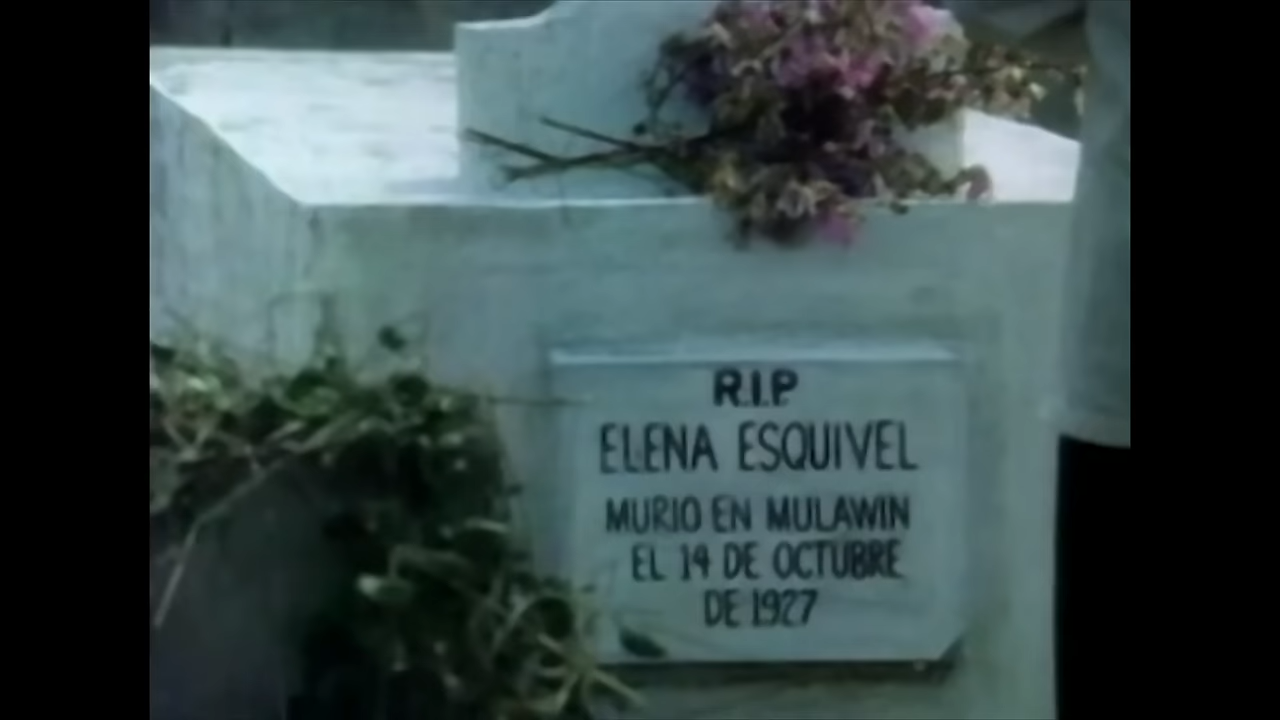 R.I.P.
ELENA ESQUIVEL
MURIO EN MULAWIN
EL 14 DE OCTUBRE
DE 1927